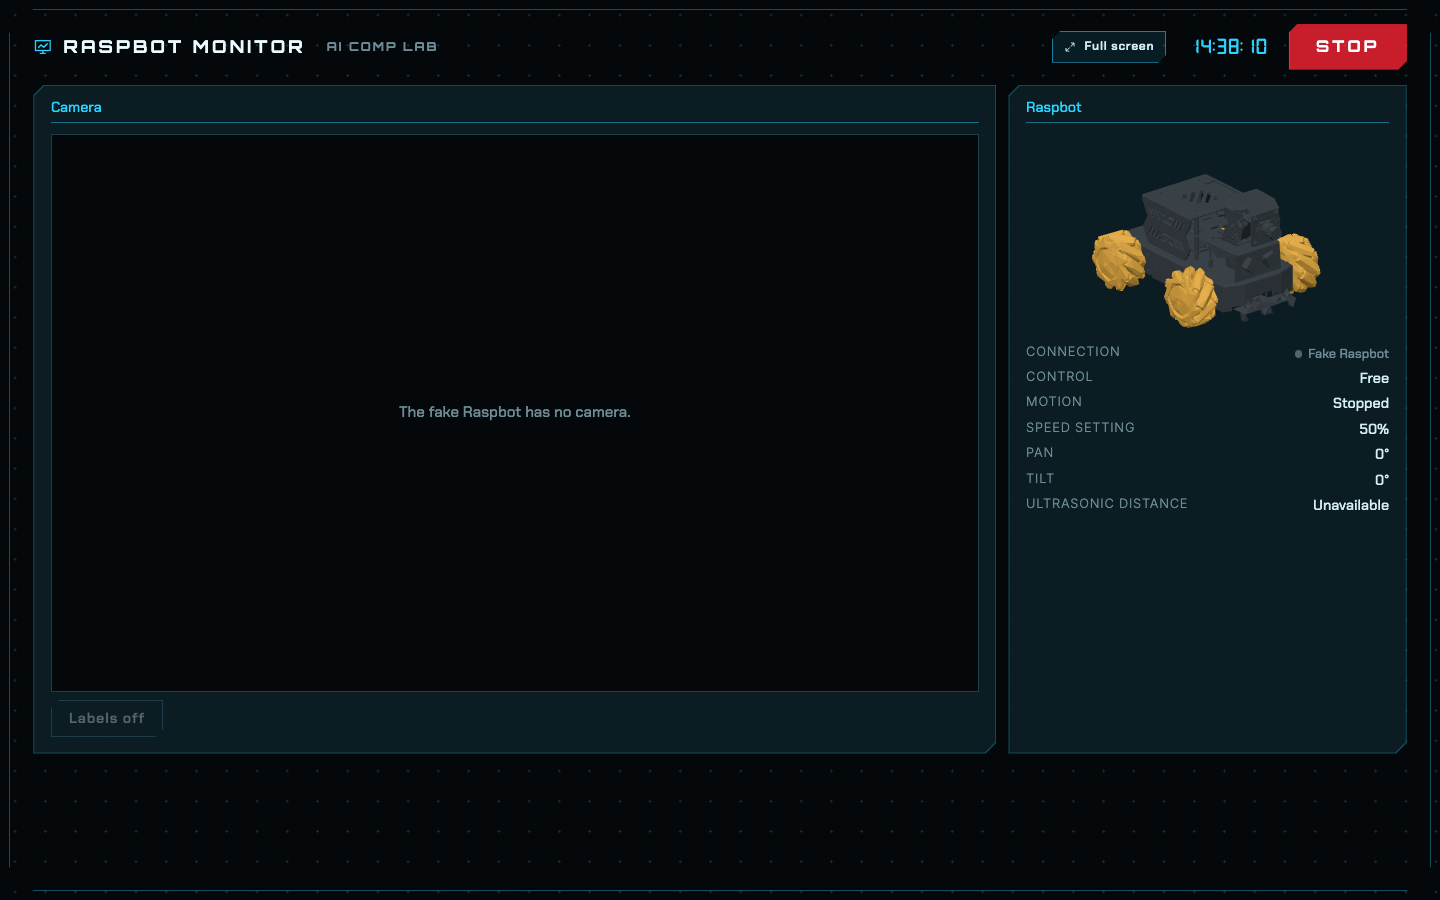 RASPBOT MONITOR AI COMP LAB
Full screen
14:38:10
STOP
Camera
The fake Raspbot has no camera.
Labels off
Raspbot
CONNECTION Fake Raspbot
CONTROL Free
MOTION Stopped
SPEED SETTING 50%
PAN 0°
TILT 0°
ULTRASONIC DISTANCE Unavailable